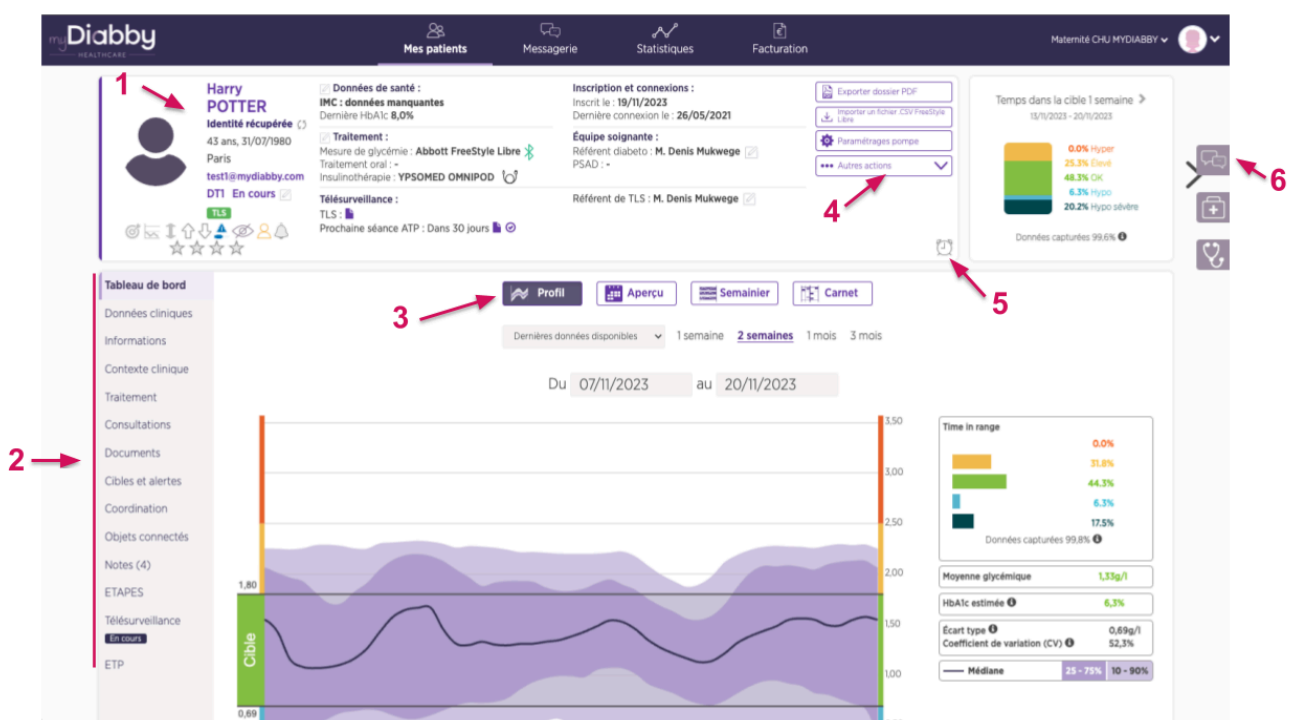 myDiabby
HEALTHCARE
Mes patients
Messagerie
Statistiques
€
Facturation
Maternité CHU MYDIABBY
1
Harry
POTTER
Identité récupérée
43 ans, 31/07/1980
Paris
test1@mydiabby.com
DT1 En cours
TLS
Données de santé :
IMC : données manquantes
Dernière HbA1c 8,0%
Traitement :
Mesure de glycémie : Abbott FreeStyle Libre
Traitement oral : -
Insulinothérapie : YPSOMED OMNIPOD
Télésurveillance :
TLS :
Prochaine séance ATP : Dans 30 jours
Inscription et connexions :
Inscrit le : 19/11/2023
Dernière connexion le : 26/05/2021
Équipe soignante :
Référent diabeto : M. Denis Mukwege
PSAD : -
Référent de TLS : M. Denis Mukwege
Exporter dossier PDF
Importer un fichier .CSV FreeStyle
Libre
Paramétrages pompe
Autres actions
4
5
Temps dans la cible 1 semaine
13/11/2023 - 20/11/2023
0.0% Hyper
25.3% Élevé
48.3% OK
6.3% Hypo
20.2% Hypo sévère
Données capturées 99.6%
6
2
Tableau de bord
Données cliniques
Informations
Contexte clinique
Traitement
Consultations
Documents
Cibles et alertes
Coordination
Objets connectés
Notes (4)
ETAPES
Télésurveillance
En cours
ETP
3
Profil
Aperçu
Semainier
Carnet
Dernières données disponibles
1 semaine
2 semaines
1 mois
3 mois
Du 07/11/2023 au 20/11/2023
3,50
3,00
2,50
2,00
1,50
1,00
1,80
Cible
0,69
Time in range
0.0%
31.8%
44.3%
6.3%
17.5%
Données capturées 99,8%
Moyenne glycémique 1,33g/l
HbA1c estimée 6,3%
Écart type 0,69g/l
Coefficient de variation (CV) 52,3%
Médiane 25 - 75% 10 - 90%